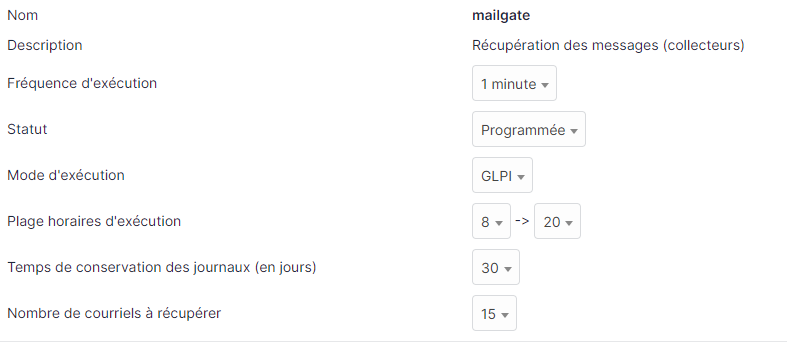 Nom mailgate
Description Récupération des messages (collecteurs)
Fréquence d'exécution 1 minute
Statut Programmée
Mode d'exécution GLPI
Plage horaires d'exécution 8 -> 20
Temps de conservation des journaux (en jours) 30
Nombre de courriels à récupérer 15